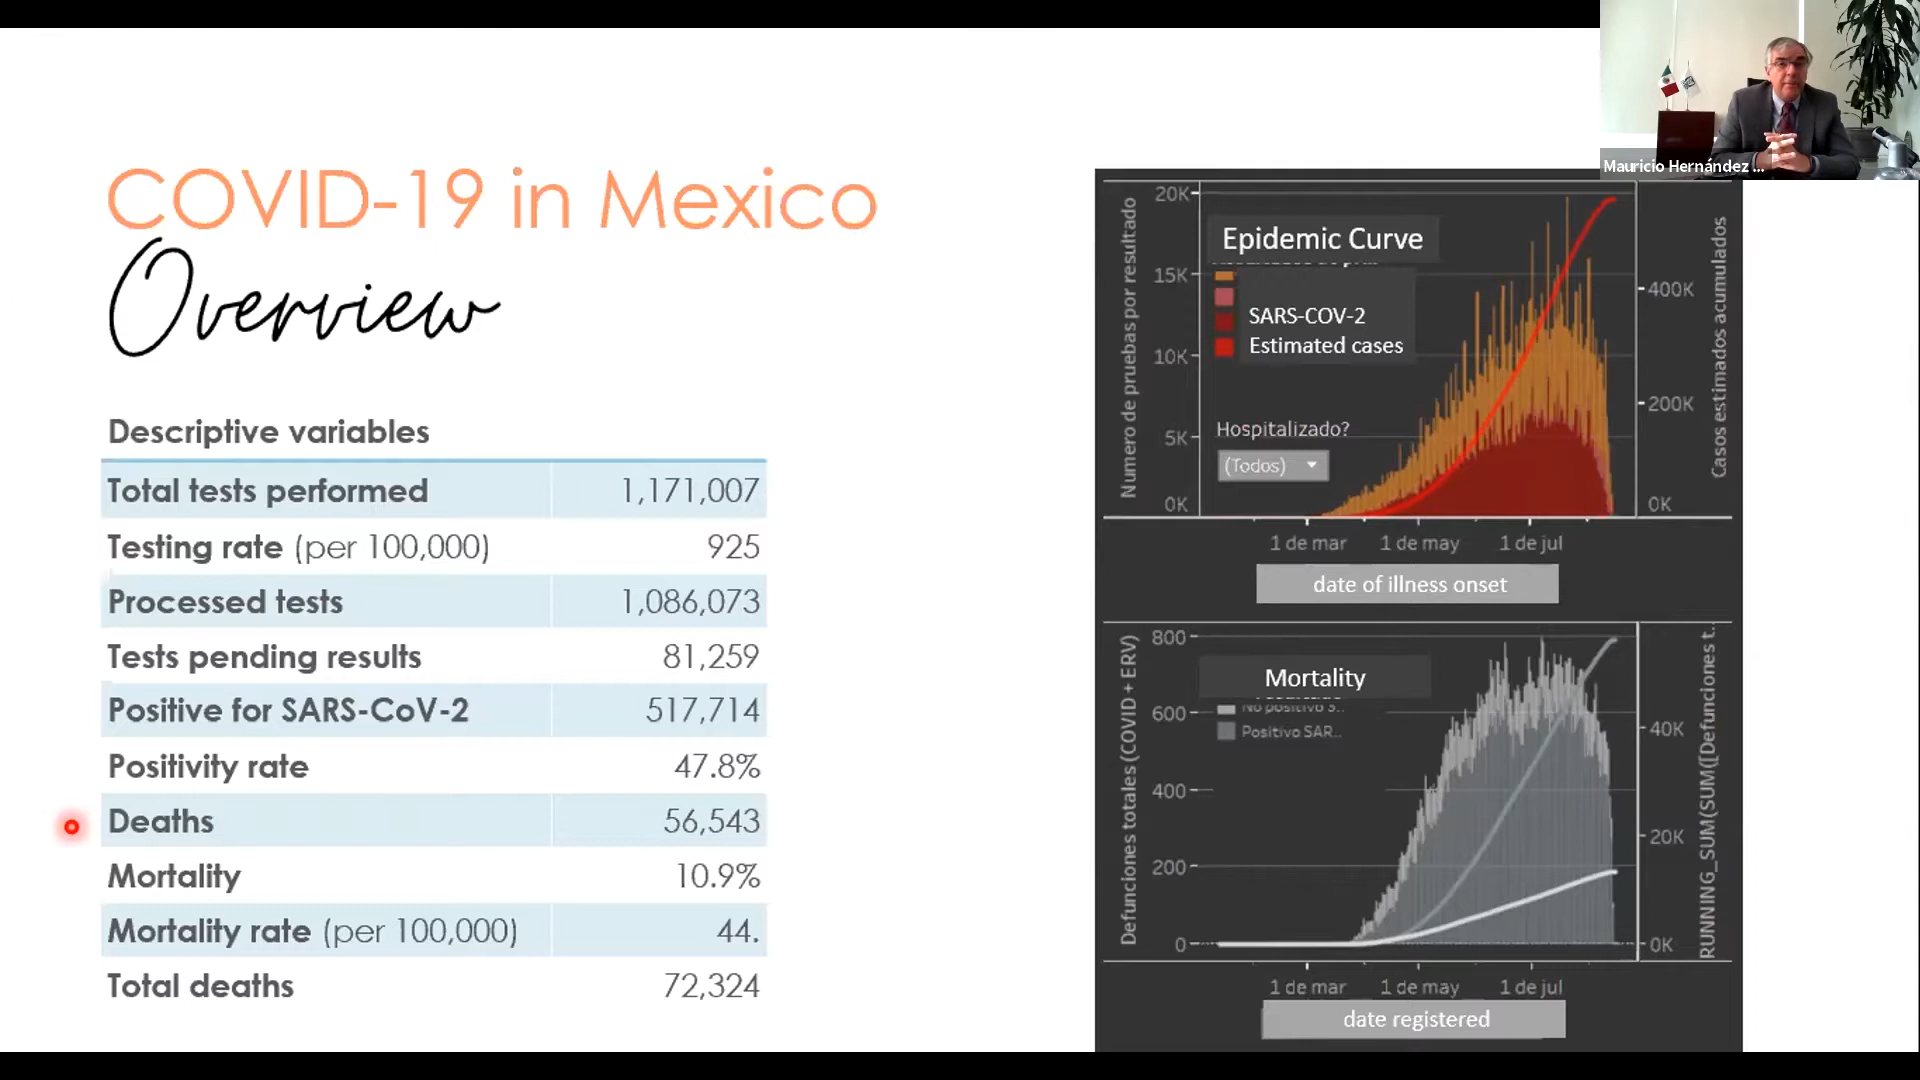 Mauricio Hernández ...
COVID-19 in Mexico
Overview
Descriptive variables
Total tests performed 1,171,007
Testing rate (per 100,000) 925
Processed tests 1,086,073
Tests pending results 81,259
Positive for SARS-CoV-2 517,714
Positivity rate 47.8%
Deaths 56,543
Mortality 10.9%
Mortality rate (per 100,000) 44.
Total deaths 72,324
Numero de pruebas por resultado
20K
15K
10K
5K
0K
Epidemic Curve
SARS-COV-2
Estimated cases
Hospitalizado?
(Todos)
400K
200K
0K
Casos estimados acumulados
1 de mar 1 de may 1 de jul
date of illness onset
Defunciones totales (COVID + ERV)
800
600
400
200
0
Mortality
No positivo S..
Positivo SAR..
40K
20K
0K
RUNNING_SUM(SUM([Defunciones t..
1 de mar 1 de may 1 de jul
date registered